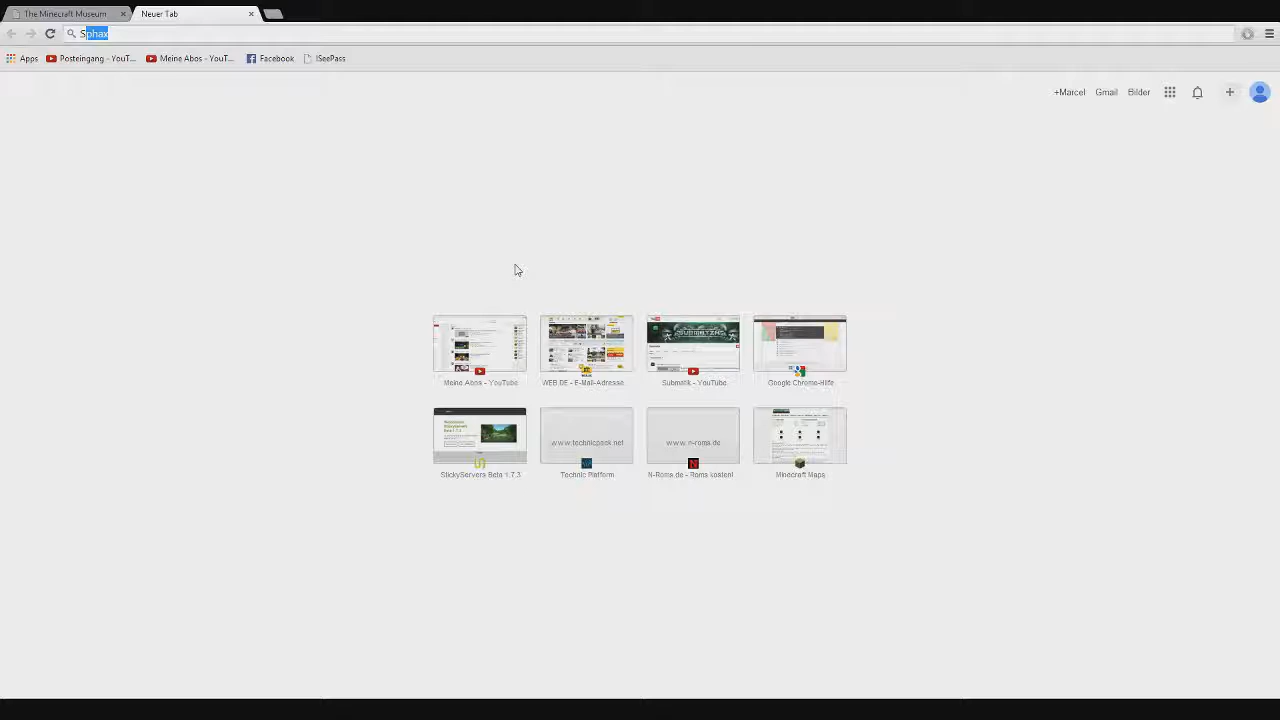 The Minecraft Museum
Neuer Tab
Sphax
Apps
Posteingang - YouT...
Meine Abos - YouT...
Facebook
ISeePass
+Marcel
Gmail
Bilder
Meine Abos - YouTube
WEB.DE - E-Mail-Adresse
Submatik - YouTube
Google Chrome-Hilfe
www.technicpack.net
www.n-roms.de
StickyServers Beta 1.7.3
Technic Platform
N-Roms.de - Roms kostenl
Minecraft Maps